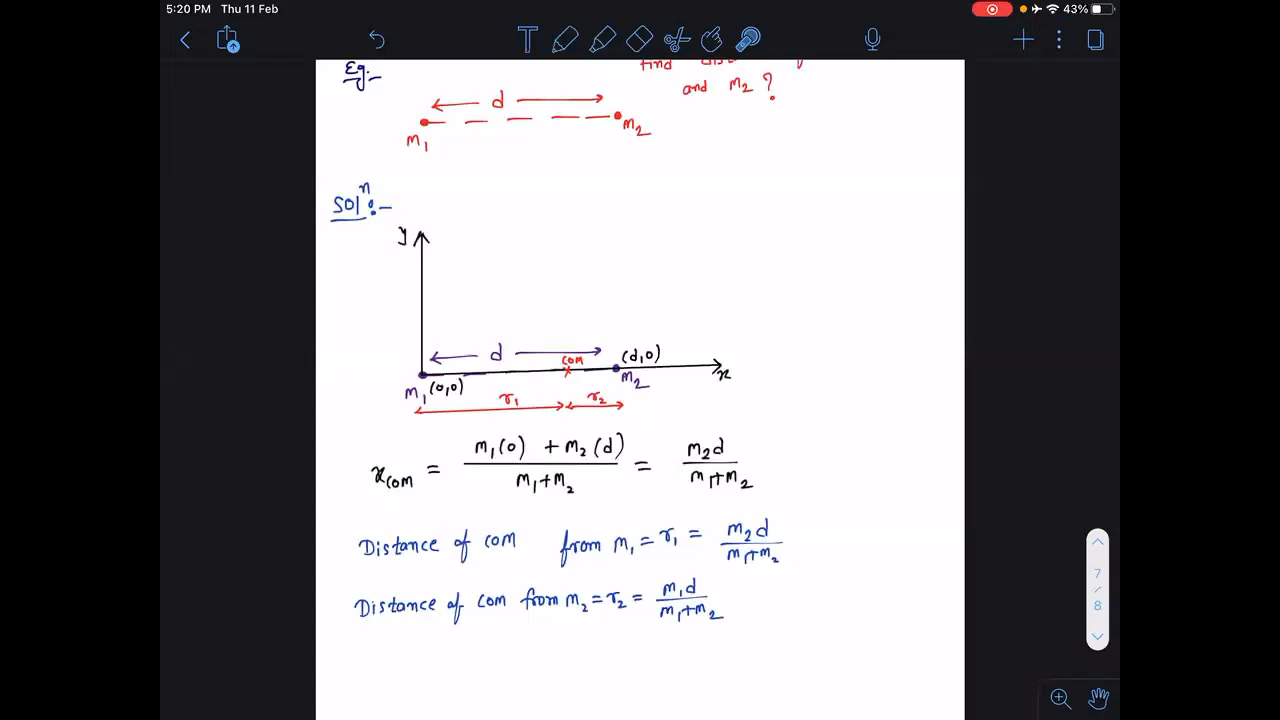 5:20 PM Thu 11 Feb
43%
Eg.-
find
and m₂ ?
d
m₁
m₂
Solⁿ:-
y
d
com
(d,0)
m₁ (0,0)
m₂
x
r₁
r₂
x_com = (m₁(0) + m₂(d))/(m₁+m₂) = m₂d/(m₁+m₂)
Distance of com from m₁ = r₁ = m₂d/(m₁+m₂)
Distance of com from m₂ = r₂ = m₁d/(m₁+m₂)
7
/
8